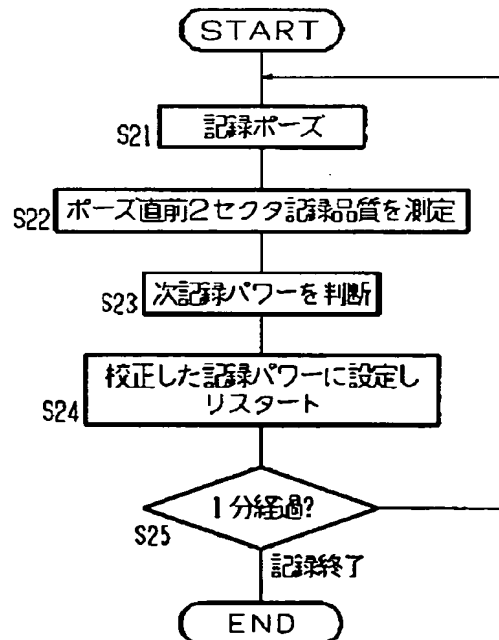 START
S21
記録ポーズ
S22
ポーズ直前2セクタ記録品質を測定
S23
次記録パワーを判断
S24
校正した記録パワーに設定し
リスタート
S25
1分経過?
記録終了
END